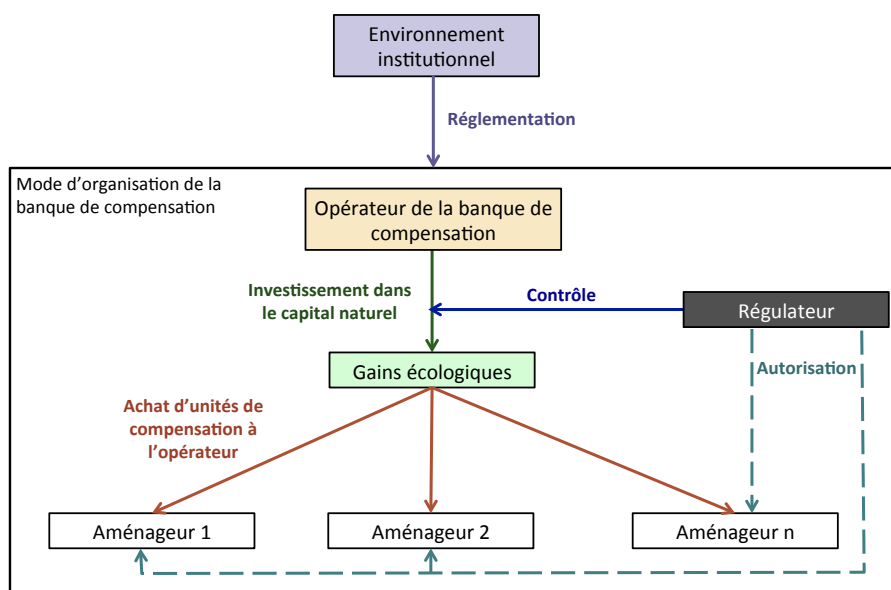 Environnement
institutionnel
Réglementation
Mode d'organisation de la
banque de compensation
Opérateur de la banque de
compensation
Investissement dans
le capital naturel
Contrôle
Régulateur
Gains écologiques
Autorisation
Achat d'unités de
compensation à
l'opérateur
Aménageur 1
Aménageur 2
Aménageur n